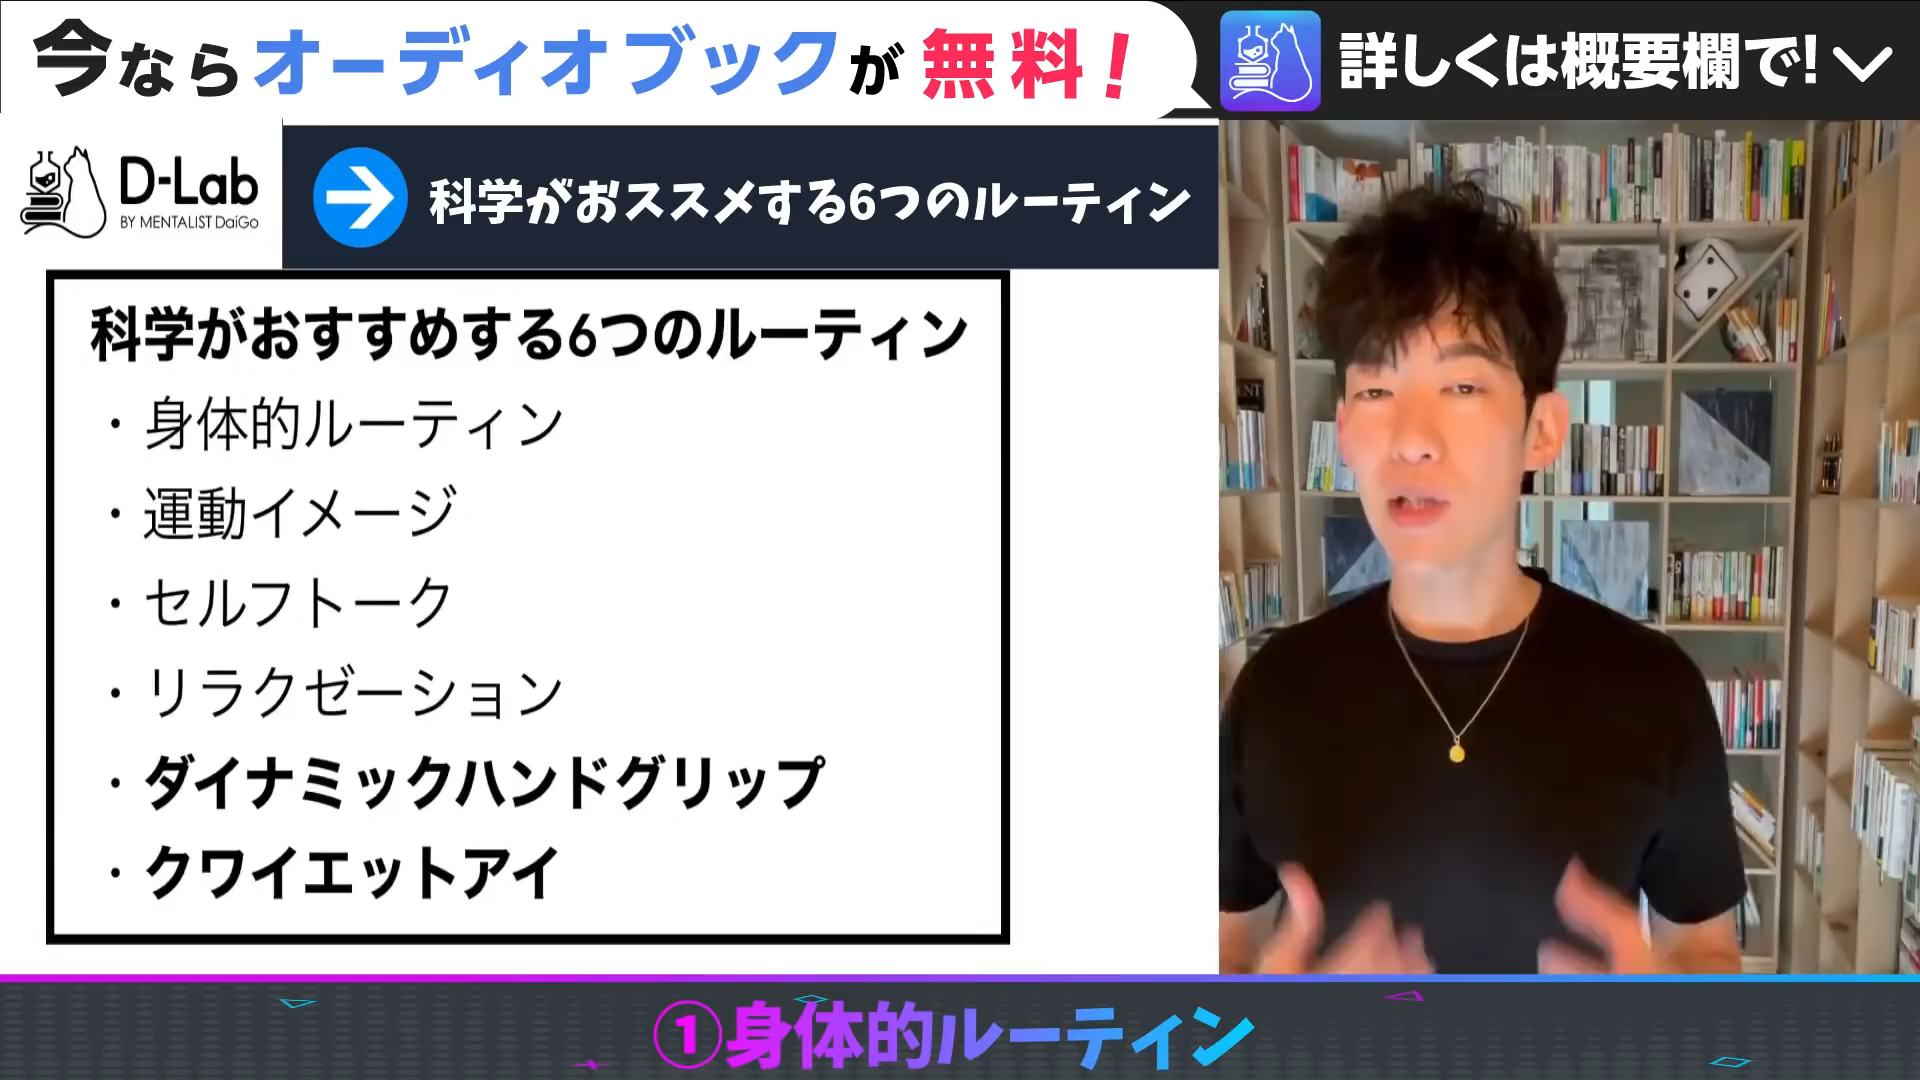 今ならオーディオブックが無料！
詳しくは概要欄で!
D-Lab
BY MENTALIST DaiGo
科学がおススメする6つのルーティン
科学がおすすめする6つのルーティン
・身体的ルーティン
・運動イメージ
・セルフトーク
・リラクゼーション
・ダイナミックハンドグリップ
・クワイエットアイ
①身体的ルーティン